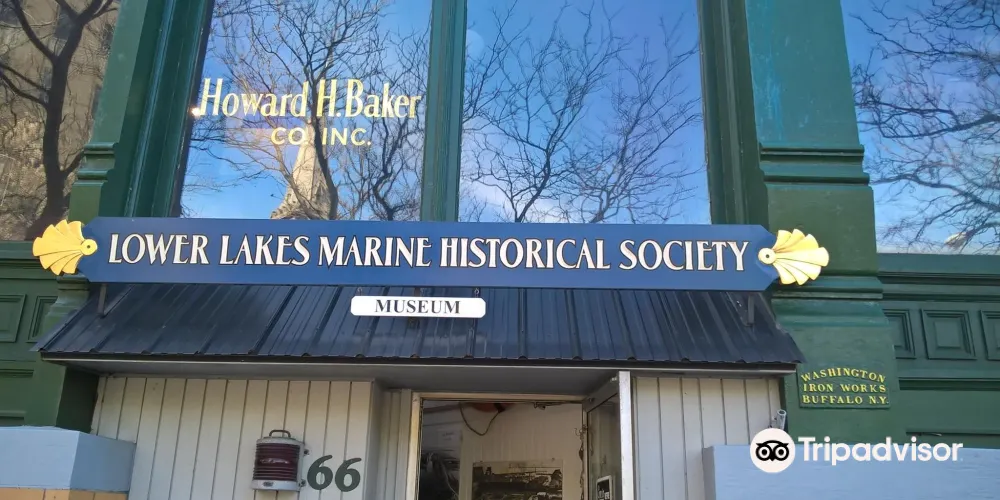 Howard H. Baker
CO. INC.
LOWER LAKES MARINE HISTORICAL SOCIETY
MUSEUM
WASHINGTON
IRON WORKS
BUFFALO N.Y.
66
Tripadvisor